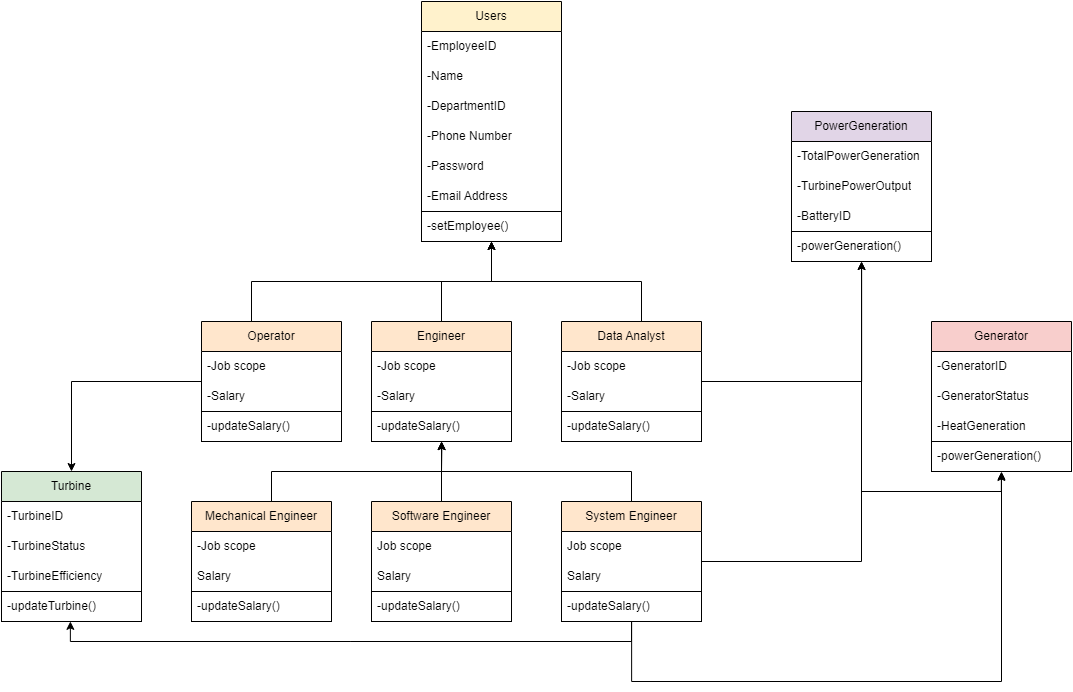 Users
-EmployeeID
-Name
-DepartmentID
-Phone Number
-Password
-Email Address
-setEmployee()
PowerGeneration
-TotalPowerGeneration
-TurbinePowerOutput
-BatteryID
-powerGeneration()
Operator
-Job scope
-Salary
-updateSalary()
Engineer
-Job scope
-Salary
-updateSalary()
Data Analyst
-Job scope
-Salary
-updateSalary()
Generator
-GeneratorID
-GeneratorStatus
-HeatGeneration
-powerGeneration()
Turbine
-TurbineID
-TurbineStatus
-TurbineEfficiency
-updateTurbine()
Mechanical Engineer
-Job scope
Salary
-updateSalary()
Software Engineer
Job scope
Salary
-updateSalary()
System Engineer
Job scope
Salary
-updateSalary()